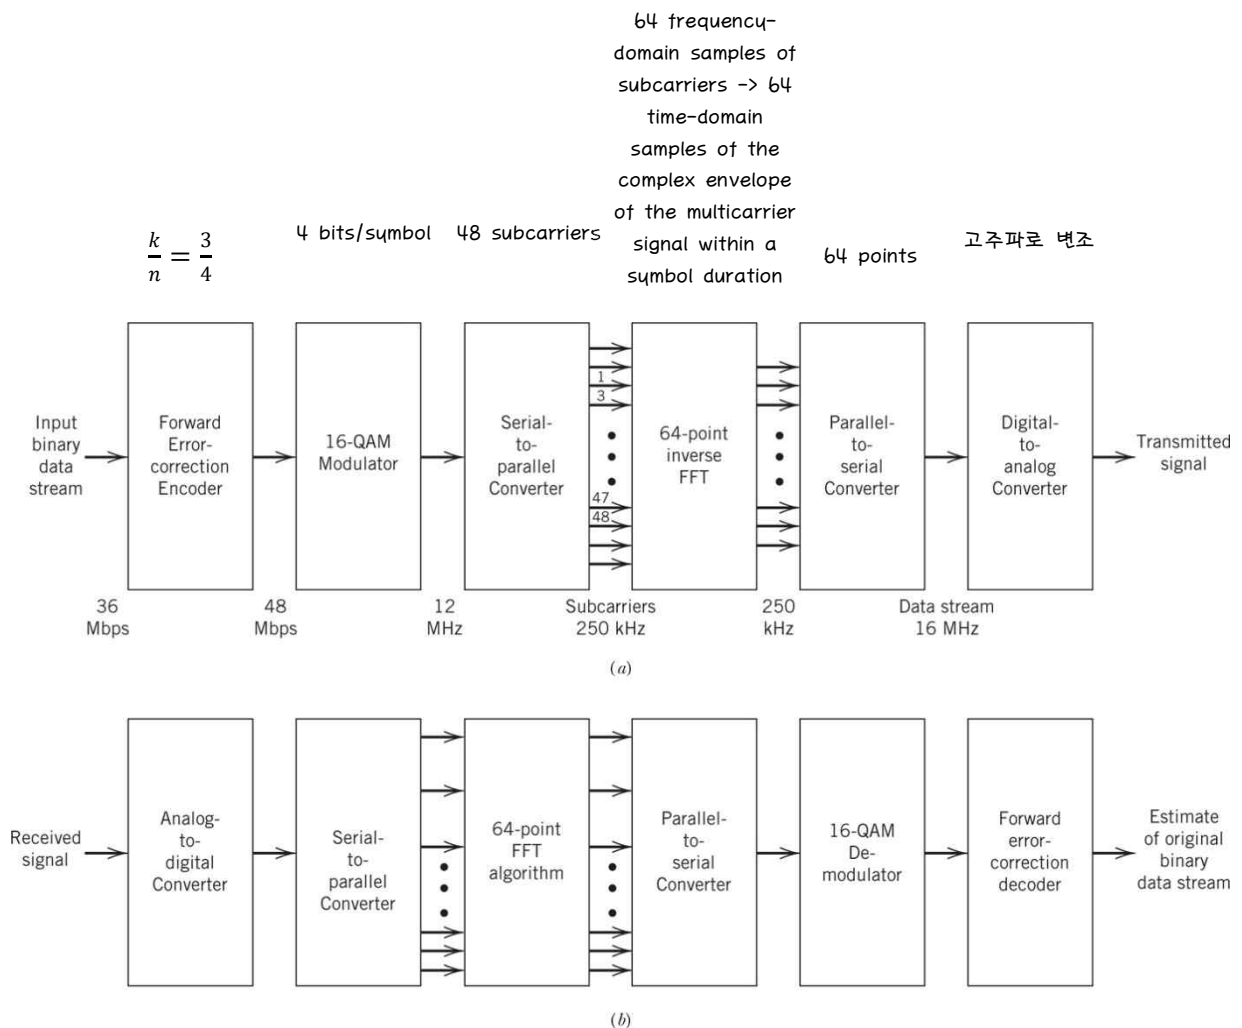 64 frequency-
domain samples of
subcarriers -> 64
time-domain
samples of the
complex envelope
of the multicarrier
signal within a
symbol duration
k/n = 3/4
4 bits/symbol
48 subcarriers
64 points
고주파로 변조
Input
binary
data
stream
Forward
Error-
correction
Encoder
16-QAM
Modulator
Serial-
to-
parallel
Converter
1
3
47
48
64-point
inverse
FFT
Parallel-
to-
serial
Converter
Digital-
to-
analog
Converter
Transmitted
signal
36
Mbps
48
Mbps
12
MHz
Subcarriers
250 kHz
250
kHz
Data stream
16 MHz
(a)
Received
signal
Analog-
to-
digital
Converter
Serial-
to-
parallel
Converter
64-point
FFT
algorithm
Parallel-
to-
serial
Converter
16-QAM
De-
modulator
Forward
error-
correction
decoder
Estimate
of original
binary
data stream
(b)